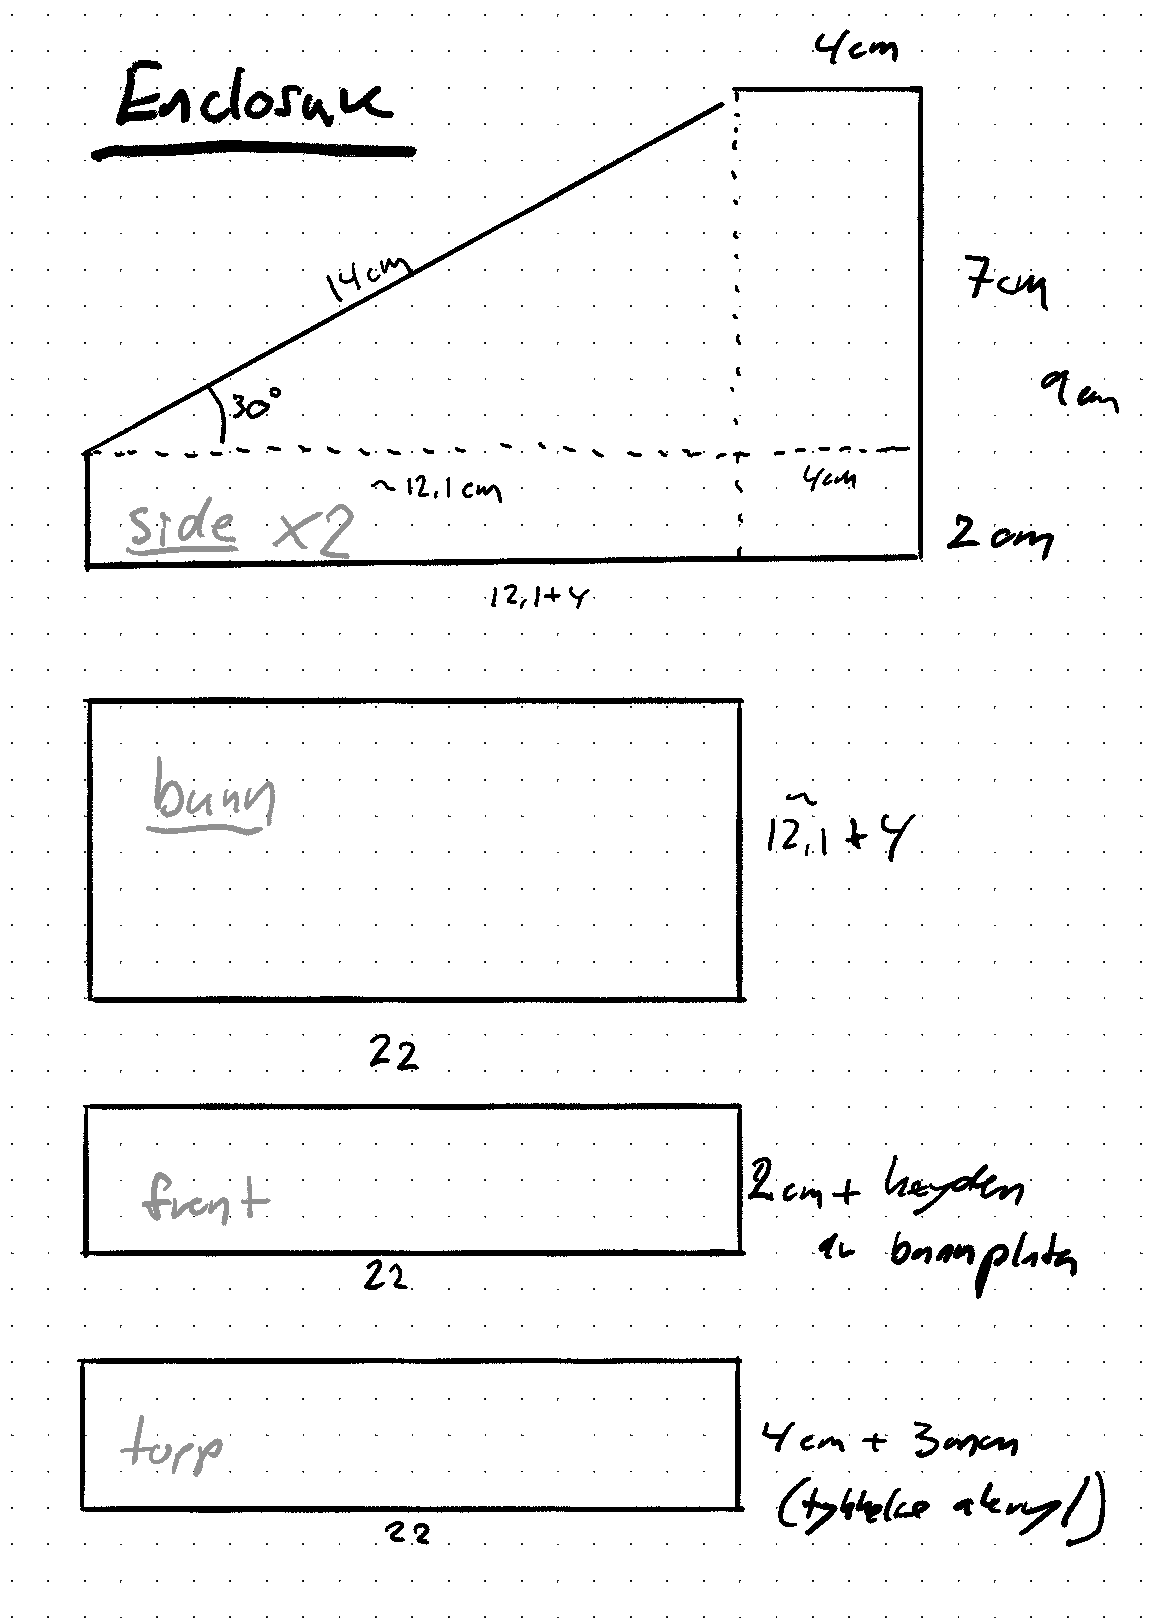 4cm
Enclosure
14cm
7cm
30°
9cm
~12,1cm
4cm
side x2
2cm
12,1+4
bunn
~
12,1+4
22
front
2cm + høyden
av bunnplata
22
topp
4cm + 3mm
(tykkelse akryl)
22